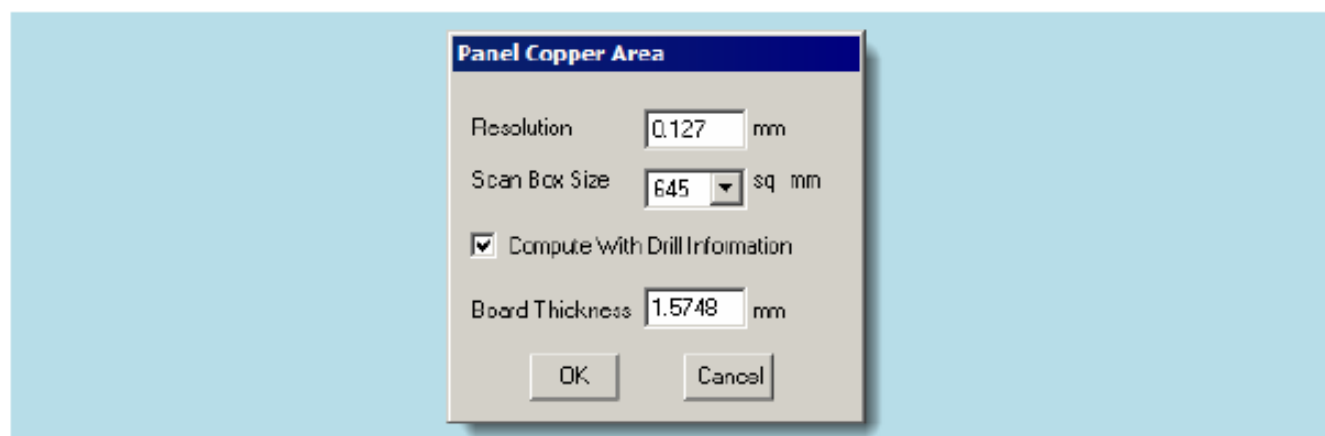 Panel Copper Area
Resolution 0.127 mm
Scan Box Size 645 sq mm
Compute With Drill Information
Board Thickness 1.5748 mm
OK Cancel